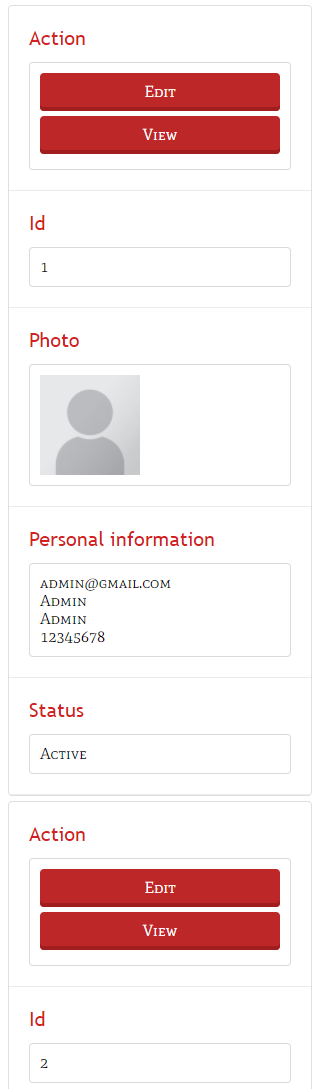 Action
Edit
View
Id
1
Photo
Personal information
admin@gmail.com
Admin
Admin
12345678
Status
Active
Action
Edit
View
Id
2